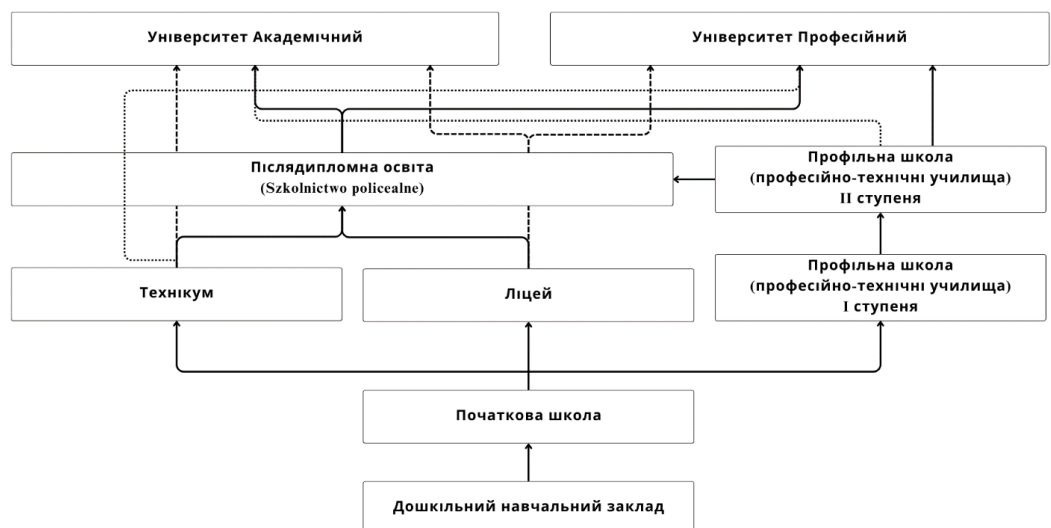 Університет Академічний
Університет Професійний
Післядипломна освіта
(Szkolnictwo policealne)
Профільна школа
(професійно-технічні училища)
II ступеня
Технікум
Ліцей
Профільна школа
(професійно-технічні училища)
I ступеня
Початкова школа
Дошкільний навчальний заклад